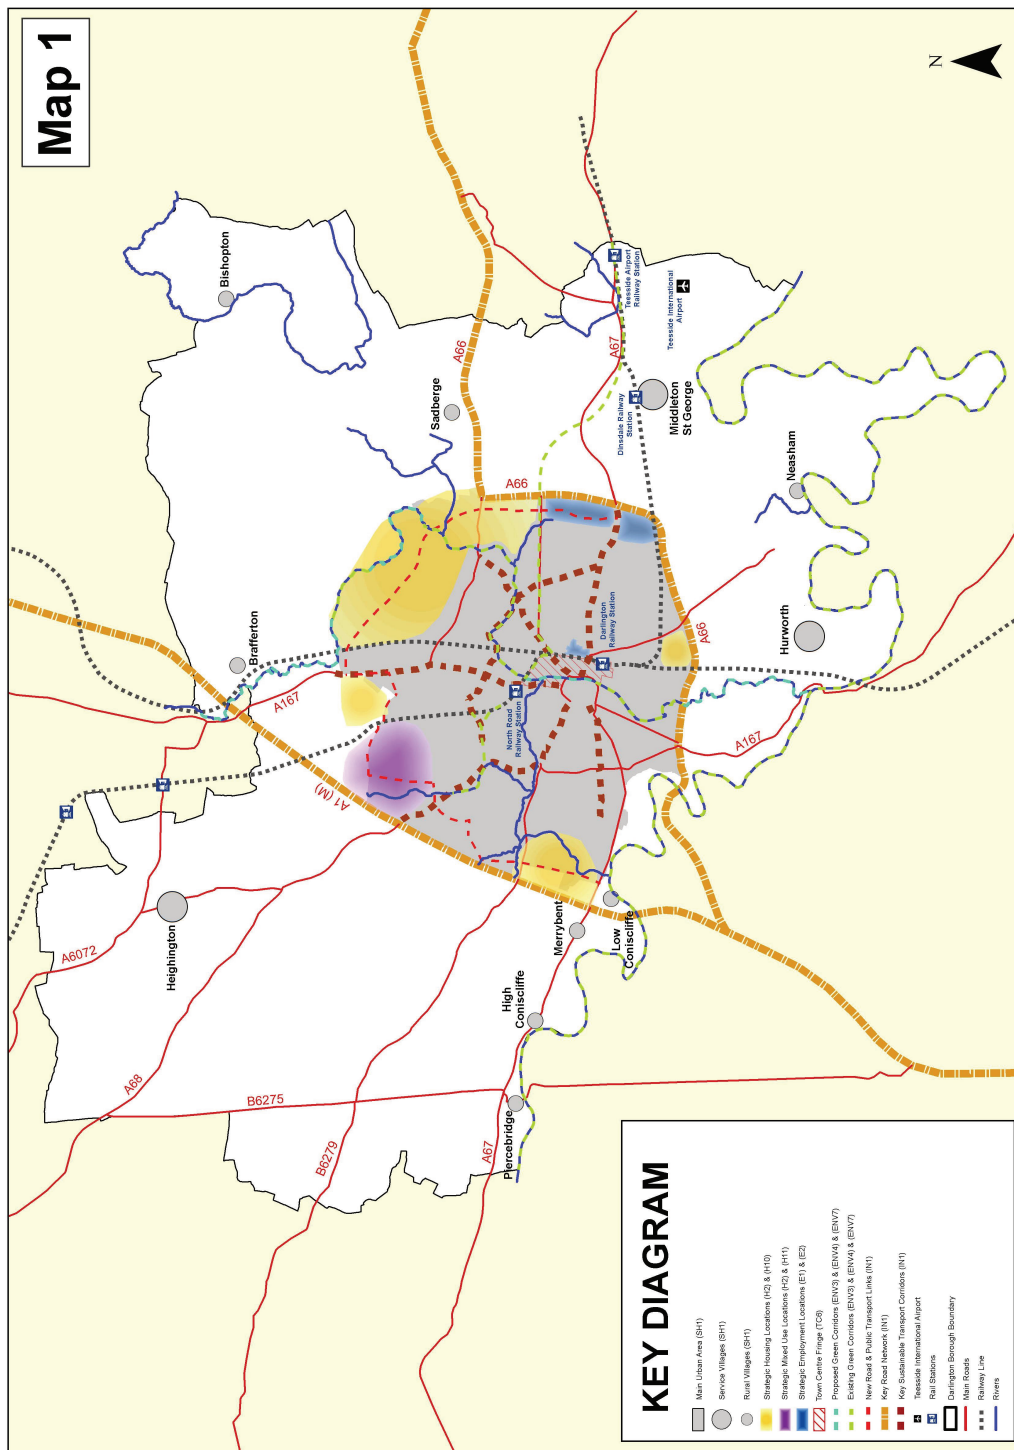 Map 1
N
Bishopton
A66
Sadberge
Teesside Airport
Railway Station
Teesside International
Airport
A67
Dinsdale Railway
Station
Middleton
St George
A66
Neasham
Brafferton
A167
Darlington
Railway Station
Hurworth
A66
North Road
Railway Station
A167
A1 (M)
Heighington
A6072
Merrybent
Low
Coniscliffe
High
Coniscliffe
A68
B6275
B6279
A67
Piercebridge
KEY DIAGRAM
Main Urban Area (SH1)
Service Villages (SH1)
Rural Villages (SH1)
Strategic Housing Locations (H2) & (H10)
Strategic Mixed Use Locations (H2) & (H11)
Strategic Employment Locations (E1) & (E2)
Town Centre Fringe (TC6)
Proposed Green Corridors (ENV3) & (ENV4) & (ENV7)
Existing Green Corridors (ENV3) & (ENV4) & (ENV7)
New Road & Public Transport Links (IN1)
Key Road Network (IN1)
Key Sustainable Transport Corridors (IN1)
Teesside International Airport
Rail Stations
Darlington Borough Boundary
Main Roads
Railway Line
Rivers